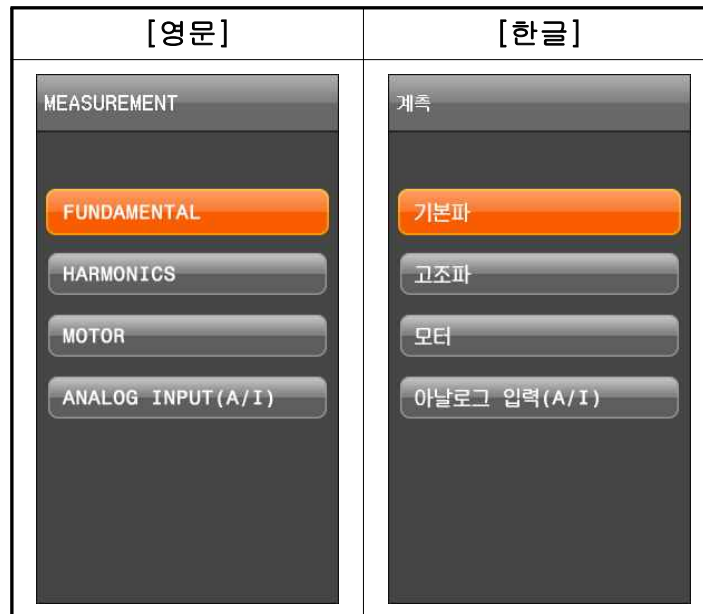 [영문]
[한글]
MEASUREMENT
FUNDAMENTAL
HARMONICS
MOTOR
ANALOG INPUT(A/I)
계측
기본파
고조파
모터
아날로그 입력(A/I)